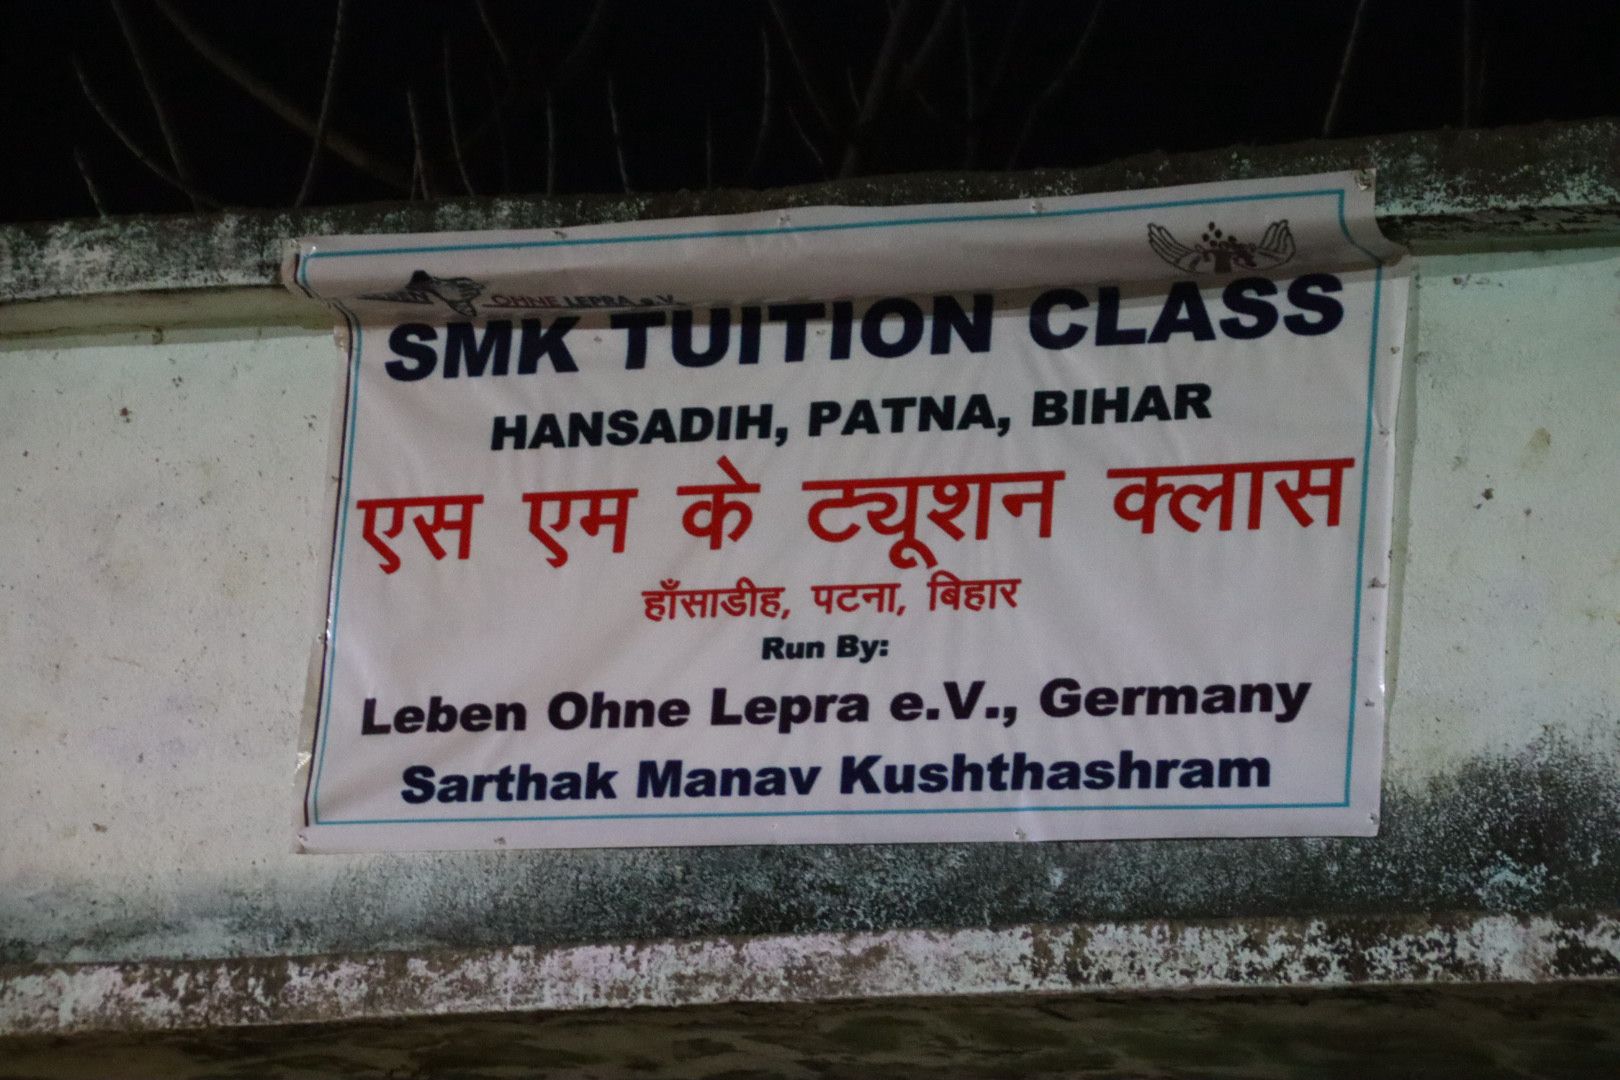 OHNE LEPRA e.V.
SMK TUITION CLASS
HANSADIH, PATNA, BIHAR
एस एम के ट्यूशन क्लास
हाँसाडीह, पटना, बिहार
Run By:
Leben Ohne Lepra e.V., Germany
Sarthak Manav Kushthashram